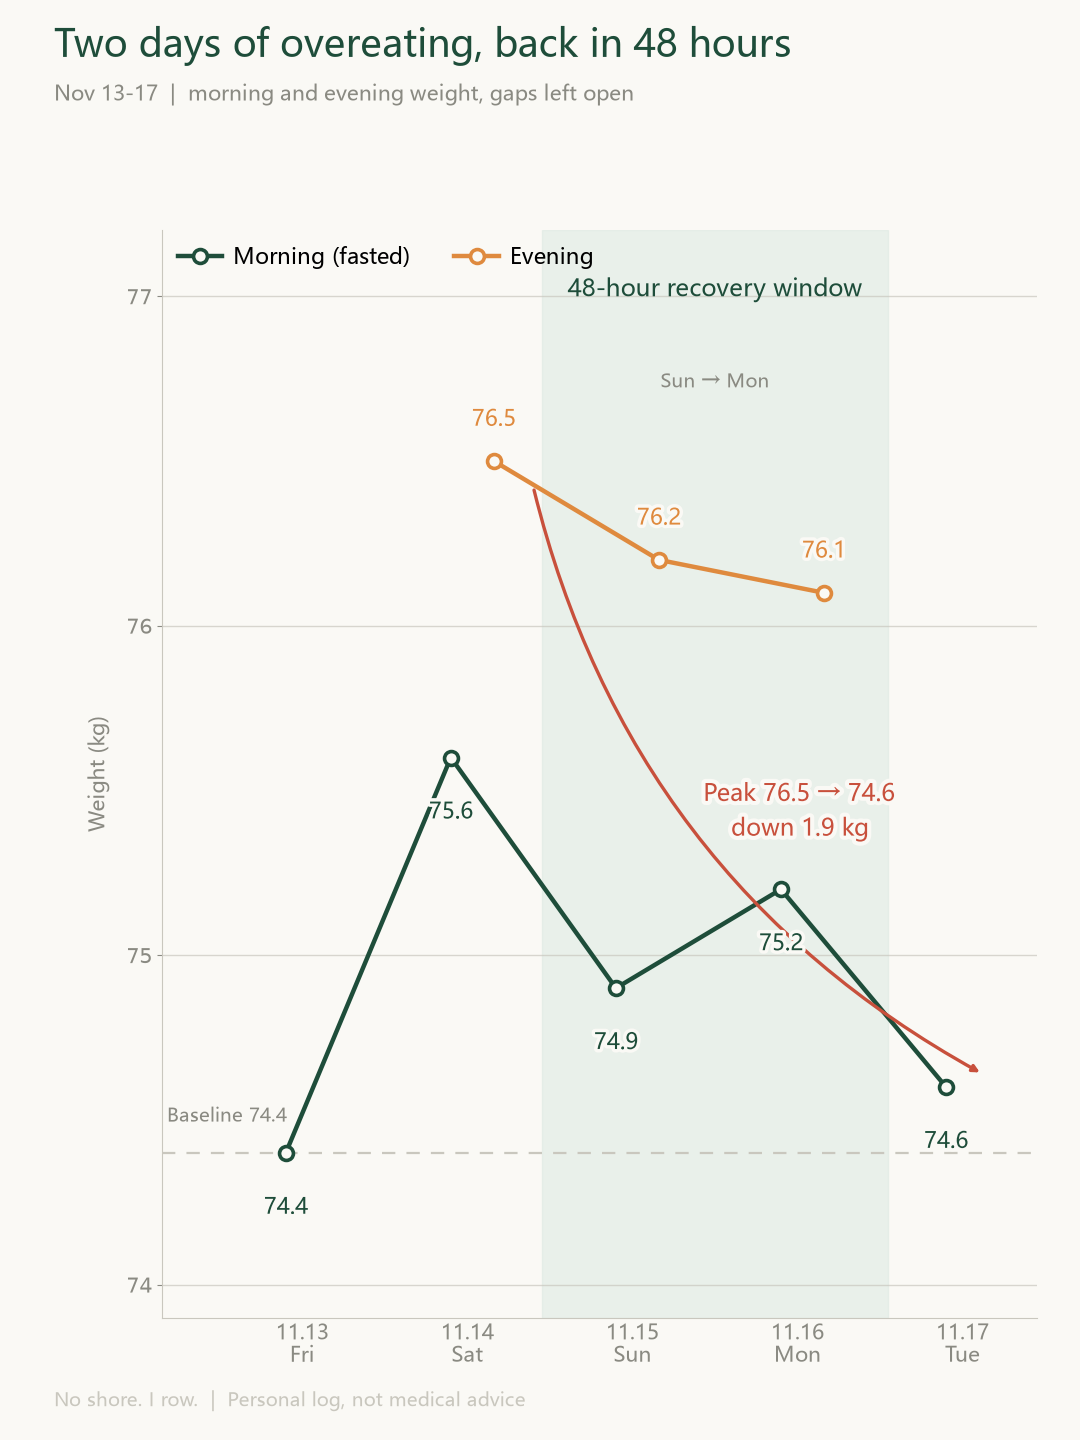 Two days of overeating, back in 48 hours
Nov 13-17 | morning and evening weight, gaps left open
Morning (fasted)
Evening
48-hour recovery window
77
Sun → Mon
76.5
76.2
76.1
76
Weight (kg)
Peak 76.5 → 74.6
down 1.9 kg
75.6
75.2
75
74.9
Baseline 74.4
74.6
74.4
74
11.13 11.14 11.15 11.16 11.17
Fri Sat Sun Mon Tue
No shore. I row. | Personal log, not medical advice